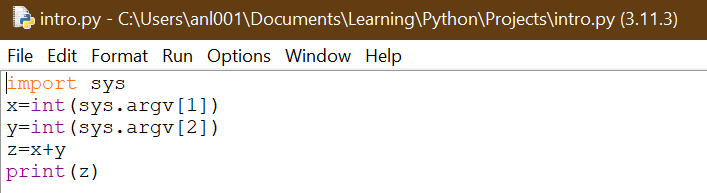 intro.py - C:\Users\anl001\Documents\Learning\Python\Projects\intro.py (3.11.3)
File Edit Format Run Options Window Help
import sys
x=int(sys.argv[1])
y=int(sys.argv[2])
z=x+y
print(z)